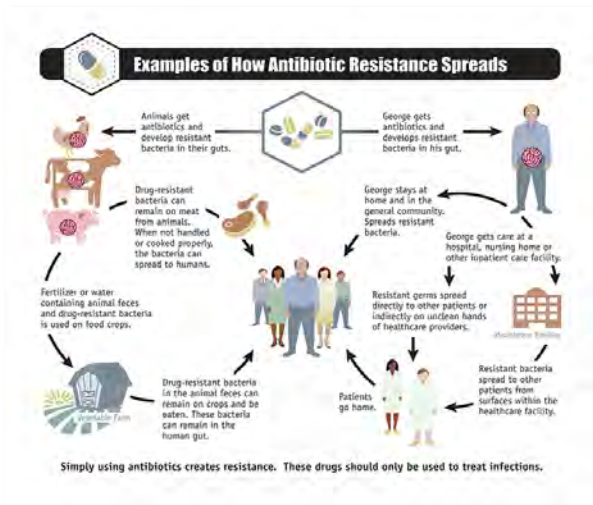 Examples of How Antibiotic Resistance Spreads
Animals get
antibiotics and
develop resistant
bacteria in their guts.
George gets
antibiotics and
develops resistant
bacteria in his gut.
Drug-resistant
bacteria can
remain on meat
from animals.
When not handled
or cooked properly,
the bacteria can
spread to humans.
George stays at
home and in the
general community.
Spreads resistant
bacteria.
George gets care at a
hospital, nursing home or
other inpatient care facility.
Fertilizer or water
containing animal feces
and drug-resistant bacteria
is used on food crops.
Resistant germs spread
directly to other patients or
indirectly on unclean hands
of healthcare providers.
Healthcare Facility
Vegetable Farm
Drug-resistant bacteria
in the animal feces can
remain on crops and be
eaten. These bacteria
can remain in the
human gut.
Patients
go home.
Resistant bacteria
spread to other
patients from
surfaces within the
healthcare facility.
Simply using antibiotics creates resistance. These drugs should only be used to treat infections.